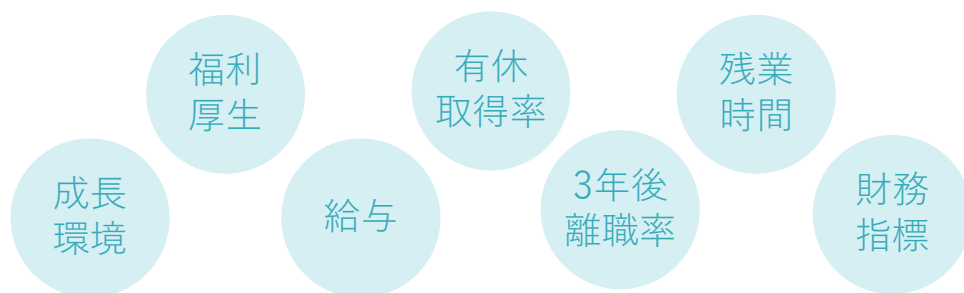 福利
厚生
有休
取得率
残業
時間
成長
環境
給与
3年後
離職率
財務
指標